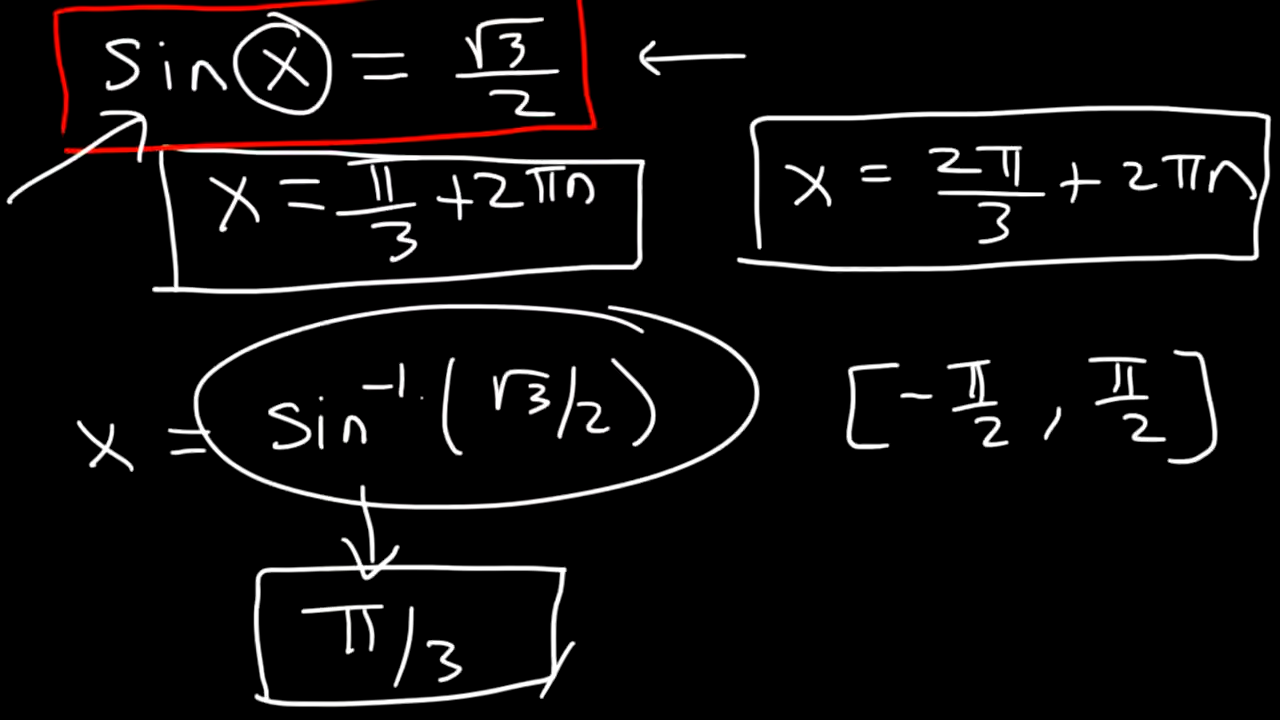 sin(x) = √3/2
x = π/3 + 2πn
x = 2π/3 + 2πn
x = sin⁻¹(√3/2)
[-π/2, π/2]
π/3